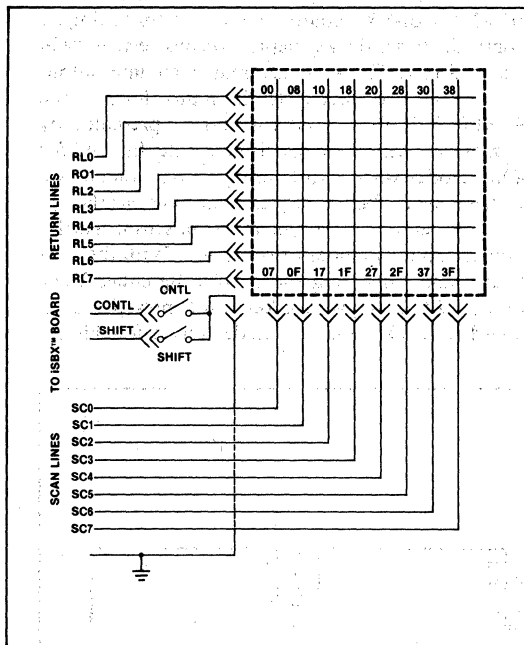 00 08 10 18 20 28 30 38
RETURN LINES
RL0
RO1
RL2
RL3
RL4
RL5
RL6
RL7
07 0F 17 1F 27 2F 37 3F
TO iSBX™ BOARD
CONTL
CNTL
SHIFT
SHIFT
SCAN LINES
SC0
SC1
SC2
SC3
SC4
SC5
SC6
SC7